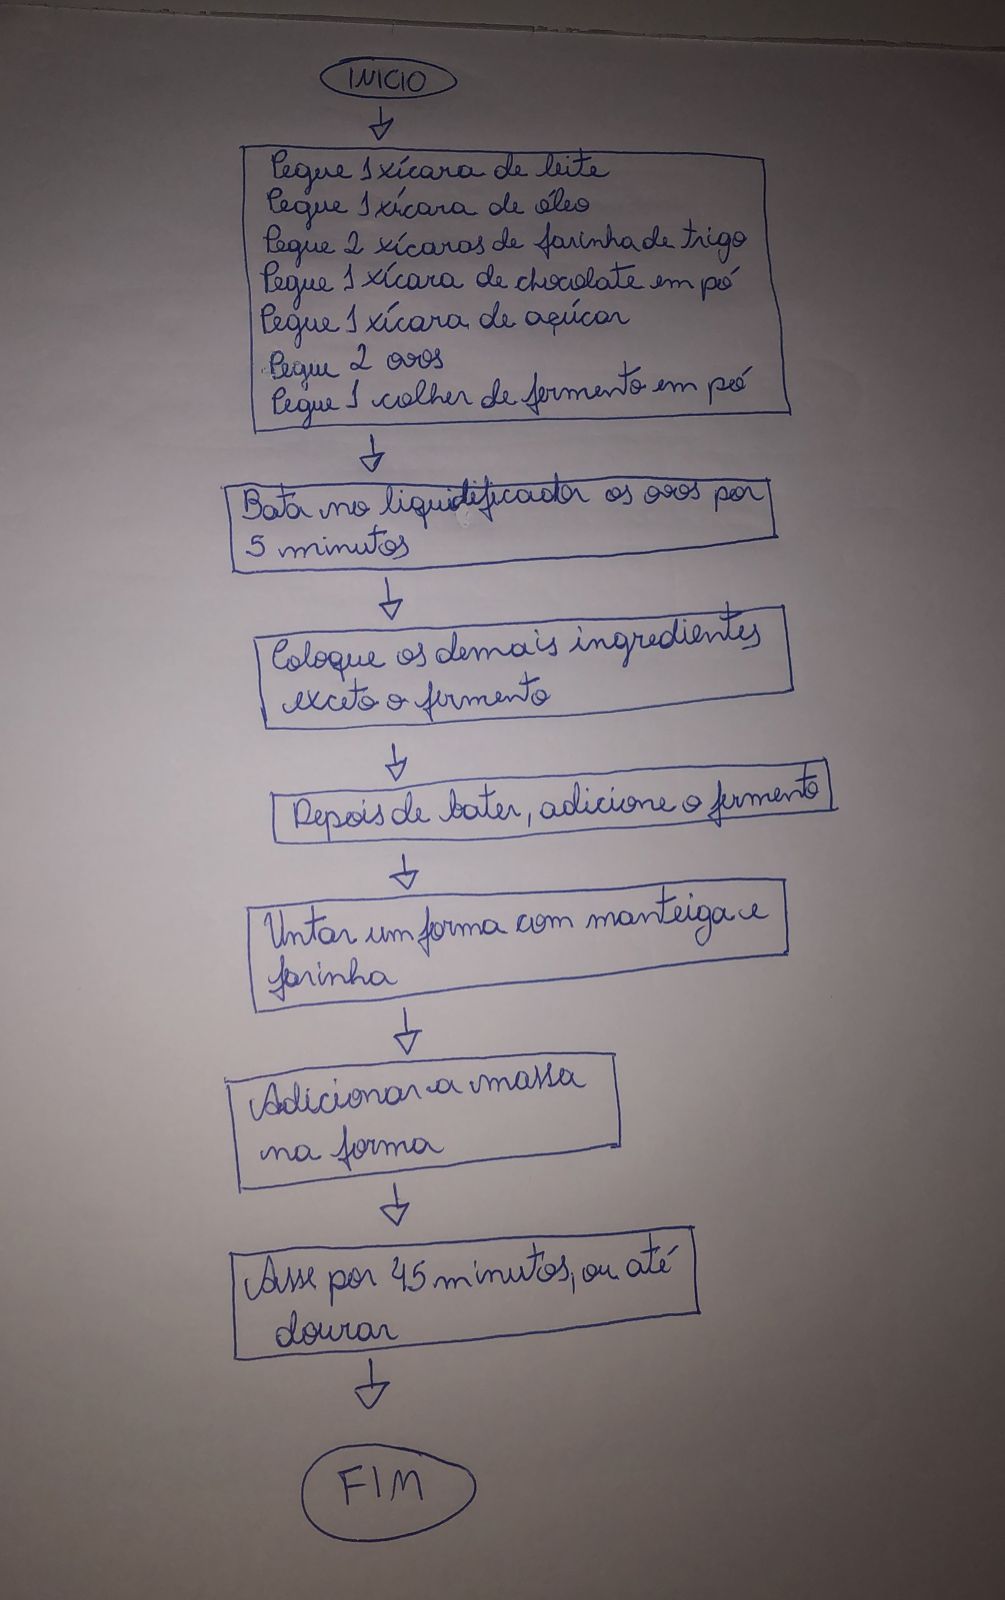 INICIO
Pegue 1 xícara de leite
Pegue 1 xícara de óleo
Pegue 2 xícaras de farinha de trigo
Pegue 1 xícara de chocolate em pó
Pegue 1 xícara de açúcar
Pegue 2 ovos
Pegue 1 colher de fermento em pó
Bata no liquidificador os ovos por
5 minutos
Coloque os demais ingredientes
exceto o fermento
Depois de bater, adicione o fermento
Untar um forma com manteiga e
farinha
Adicionar a massa
na forma
Asse por 45 minutos, ou até
dourar
FIM